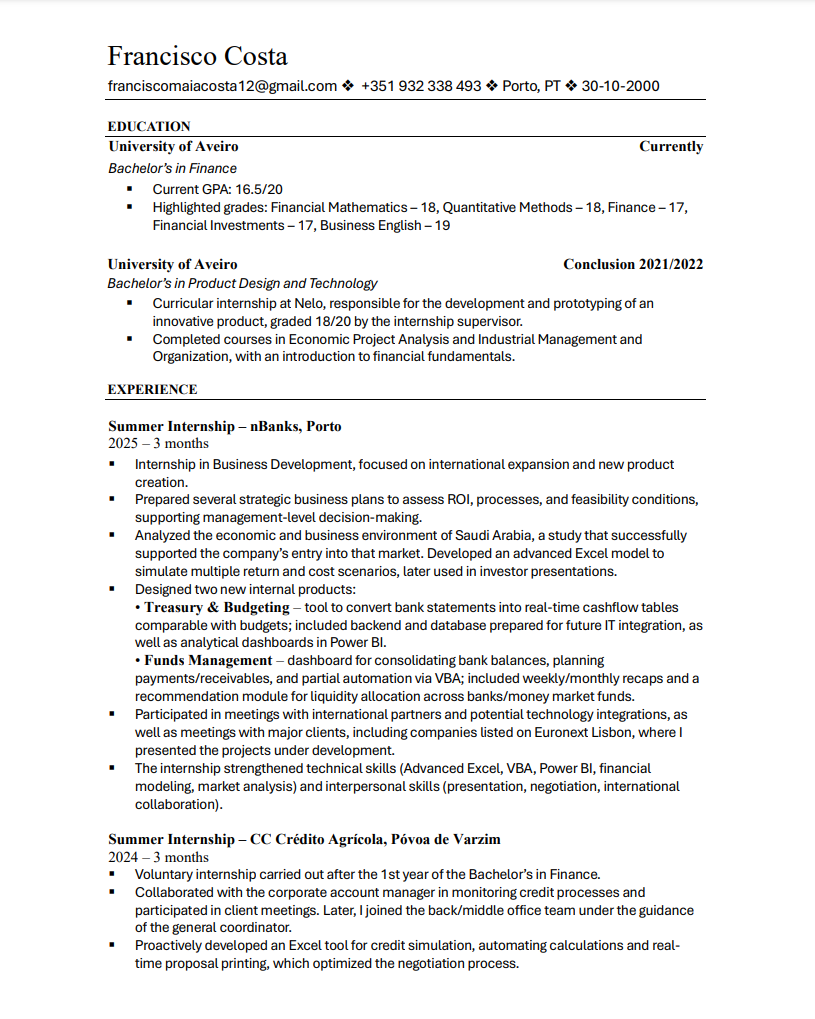 Francisco Costa
franciscomaiacosta12@gmail.com ❖ +351 932 338 493 ❖ Porto, PT ❖ 30-10-2000
EDUCATION
University of Aveiro Currently
Bachelor’s in Finance
▪ Current GPA: 16.5/20
▪ Highlighted grades: Financial Mathematics – 18, Quantitative Methods – 18, Finance – 17,
Financial Investments – 17, Business English – 19
University of Aveiro Conclusion 2021/2022
Bachelor’s in Product Design and Technology
▪ Curricular internship at Nelo, responsible for the development and prototyping of an
innovative product, graded 18/20 by the internship supervisor.
▪ Completed courses in Economic Project Analysis and Industrial Management and
Organization, with an introduction to financial fundamentals.
EXPERIENCE
Summer Internship – nBanks, Porto
2025 – 3 months
▪ Internship in Business Development, focused on international expansion and new product
creation.
▪ Prepared several strategic business plans to assess ROI, processes, and feasibility conditions,
supporting management-level decision-making.
▪ Analyzed the economic and business environment of Saudi Arabia, a study that successfully
supported the company’s entry into that market. Developed an advanced Excel model to
simulate multiple return and cost scenarios, later used in investor presentations.
▪ Designed two new internal products:
• Treasury & Budgeting – tool to convert bank statements into real-time cashflow tables
comparable with budgets; included backend and database prepared for future IT integration, as
well as analytical dashboards in Power BI.
• Funds Management – dashboard for consolidating bank balances, planning
payments/receivables, and partial automation via VBA; included weekly/monthly recaps and a
recommendation module for liquidity allocation across banks/money market funds.
▪ Participated in meetings with international partners and potential technology integrations, as
well as meetings with major clients, including companies listed on Euronext Lisbon, where I
presented the projects under development.
▪ The internship strengthened technical skills (Advanced Excel, VBA, Power BI, financial
modeling, market analysis) and interpersonal skills (presentation, negotiation, international
collaboration).
Summer Internship – CC Crédito Agrícola, Póvoa de Varzim
2024 – 3 months
▪ Voluntary internship carried out after the 1st year of the Bachelor’s in Finance.
▪ Collaborated with the corporate account manager in monitoring credit processes and
participated in client meetings. Later, I joined the back/middle office team under the guidance
of the general coordinator.
▪ Proactively developed an Excel tool for credit simulation, automating calculations and real-
time proposal printing, which optimized the negotiation process.